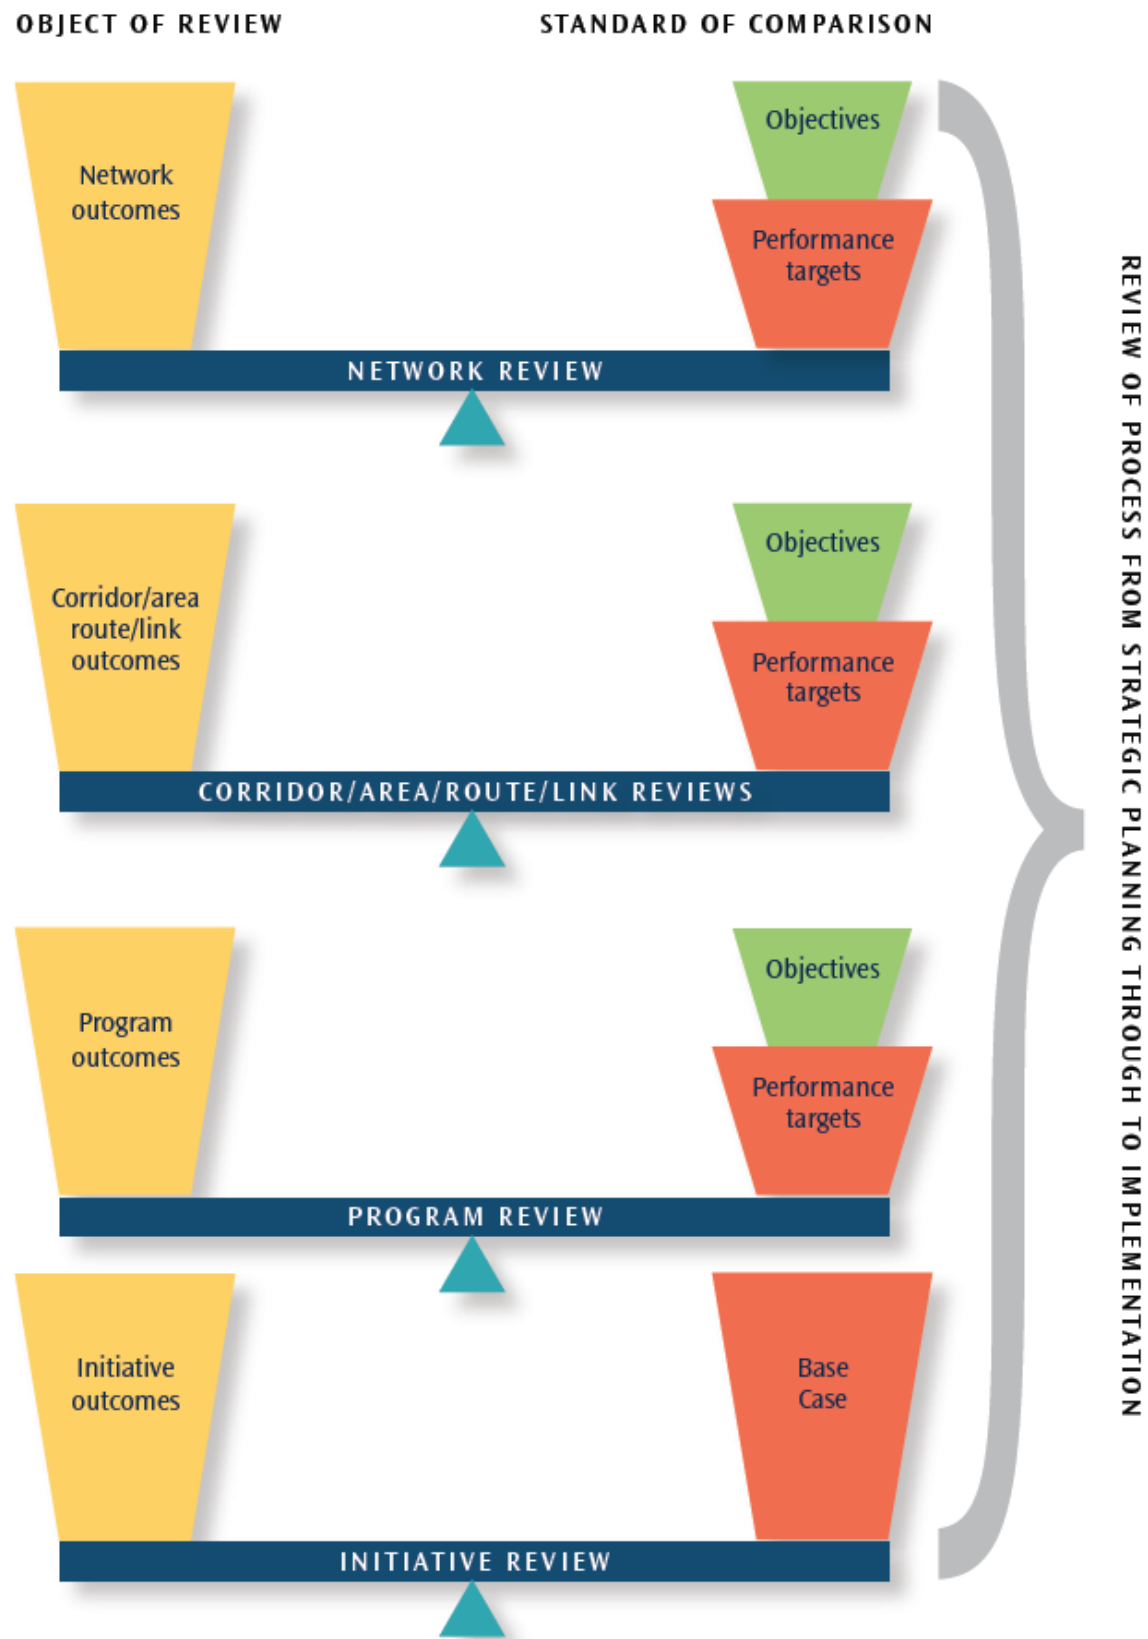 OBJECT OF REVIEW
STANDARD OF COMPARISON
Network
outcomes
Objectives
Performance
targets
NETWORK REVIEW
Corridor/area
route/link
outcomes
Objectives
Performance
targets
CORRIDOR/AREA/ROUTE/LINK REVIEWS
Program
outcomes
Objectives
Performance
targets
PROGRAM REVIEW
Initiative
outcomes
Base
Case
INITIATIVE REVIEW
REVIEW OF PROCESS FROM STRATEGIC PLANNING THROUGH TO IMPLEMENTATION